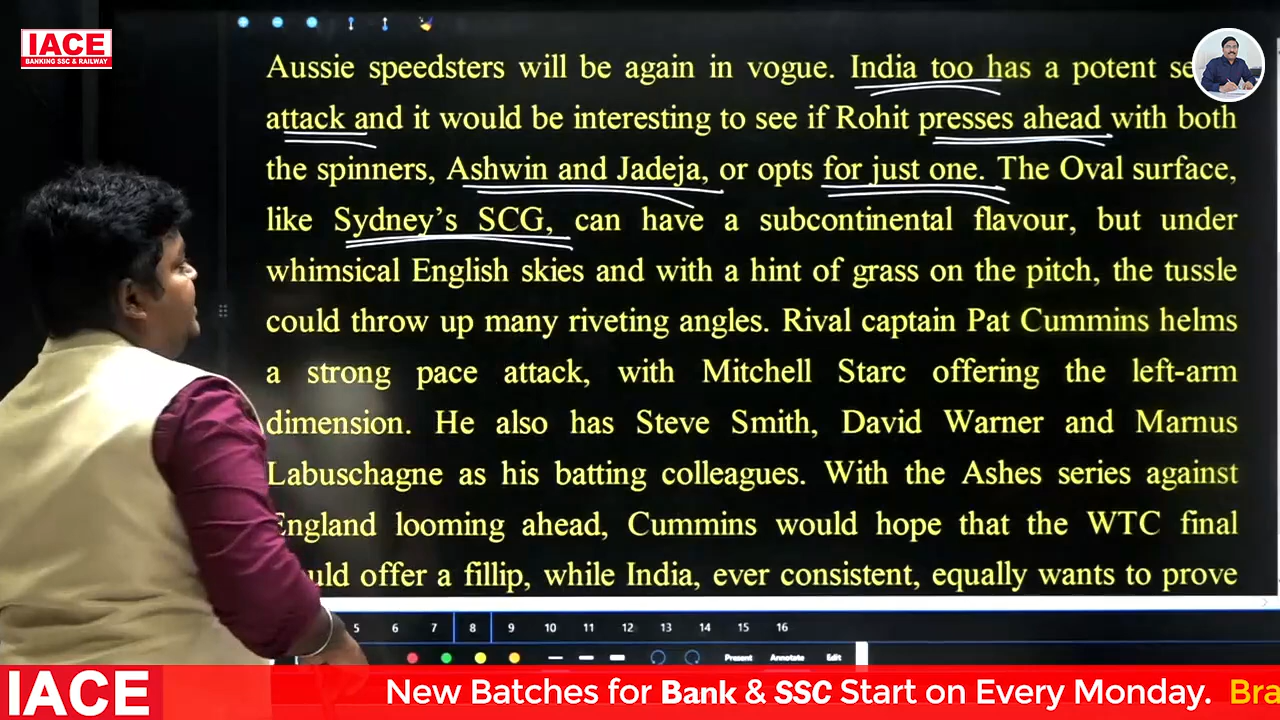 IACE
BANKING SSC & RAILWAY
Aussie speedsters will be again in vogue. India too has a potent
attack and it would be interesting to see if Rohit presses ahead with both
the spinners, Ashwin and Jadeja, or opts for just one. The Oval surface,
like Sydney's SCG, can have a subcontinental flavour, but under
whimsical English skies and with a hint of grass on the pitch, the tussle
could throw up many riveting angles. Rival captain Pat Cummins helms
a strong pace attack, with Mitchell Starc offering the left-arm
dimension. He also has Steve Smith, David Warner and Marnus
Labuschagne as his batting colleagues. With the Ashes series against
England looming ahead, Cummins would hope that the WTC final
offer a fillip, while India, ever consistent, equally wants to prove
5 6 7 8 9 10 11 12 13 14 15 16
Present Annotate Edit
IACE New Batches for Bank & SSC Start on Every Monday.